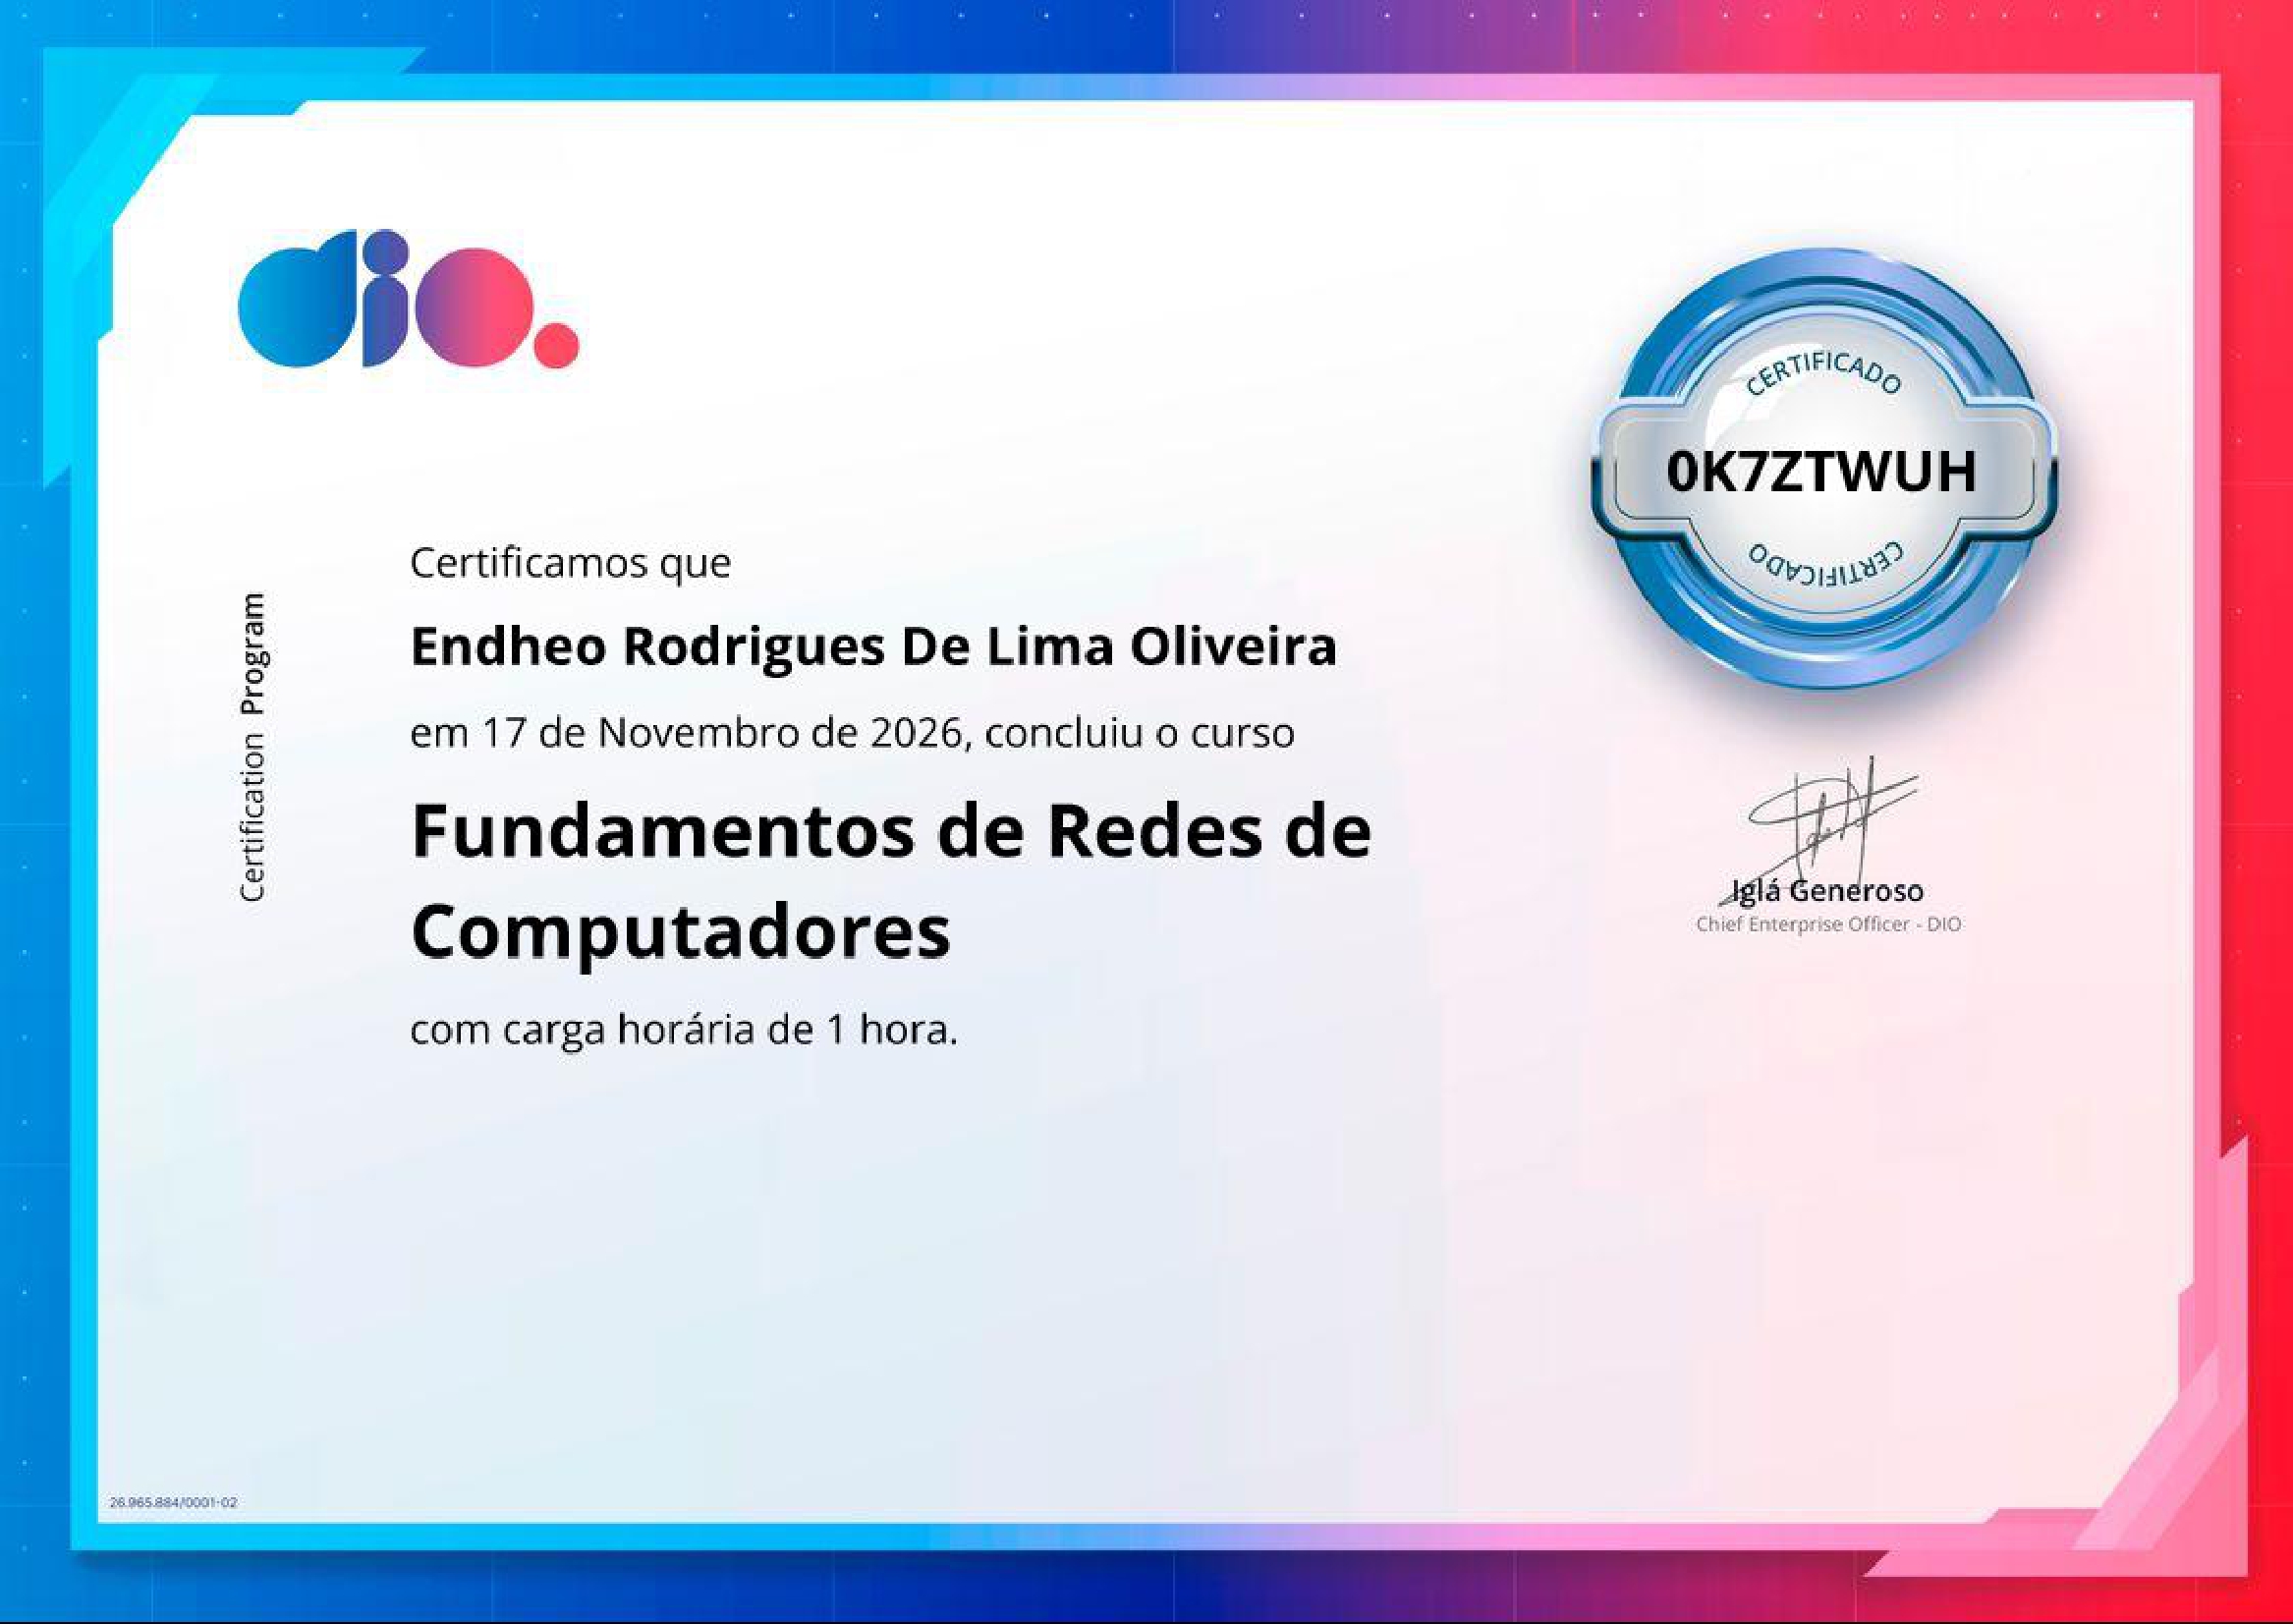 dio.
CERTIFICADO
0K7ZTWUH
CERTIFICADO
Certification Program
Certificamos que
Endheo Rodrigues De Lima Oliveira
em 17 de Novembro de 2026, concluiu o curso
Fundamentos de Redes de
Computadores
com carga horária de 1 hora.
Iglá Generoso
Chief Enterprise Officer - DIO
26.965.884/0001-02